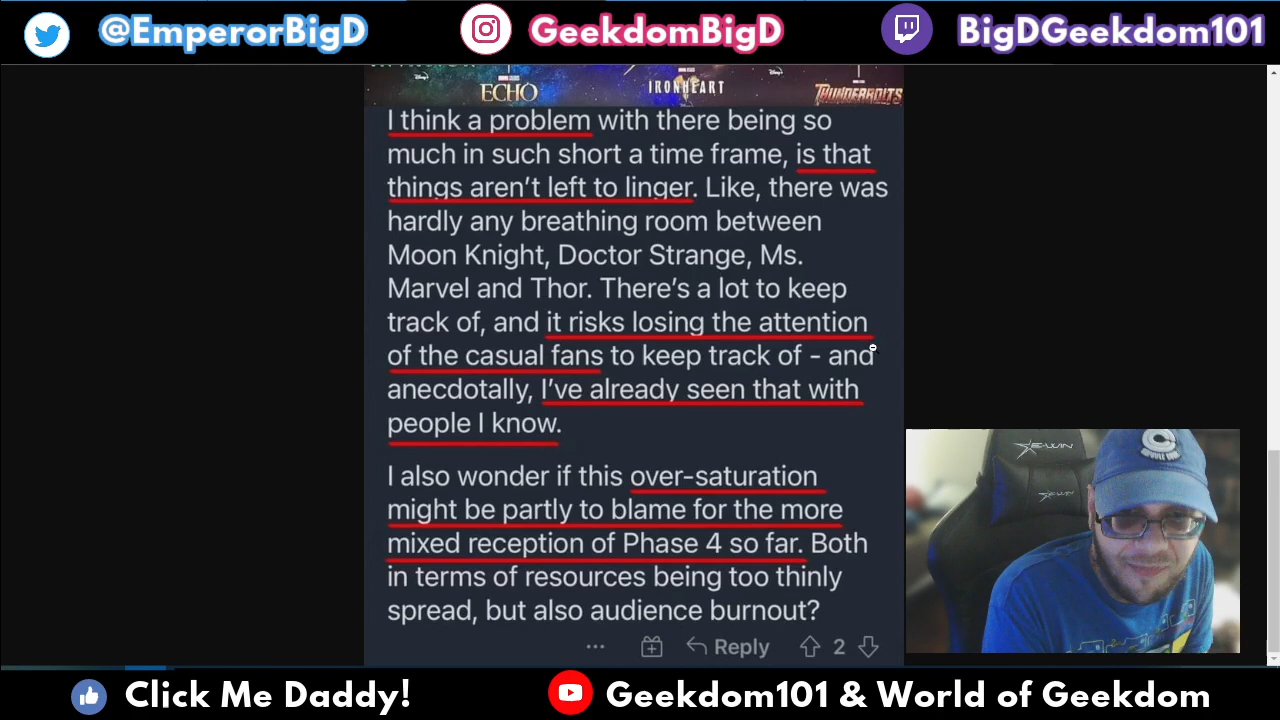 @EmperorBigD
GeekdomBigD
BigDGeekdom101
Disney+
Disney+
ECHO
IRONHEART
THUNDERBOLTS
I think a problem with there being so
much in such short a time frame, is that
things aren't left to linger. Like, there was
hardly any breathing room between
Moon Knight, Doctor Strange, Ms.
Marvel and Thor. There's a lot to keep
track of, and it risks losing the attention
of the casual fans to keep track of - and
anecdotally, I've already seen that with
people I know.
I also wonder if this over-saturation
might be partly to blame for the more
mixed reception of Phase 4 so far. Both
in terms of resources being too thinly
spread, but also audience burnout?
... Reply 2
E-WIN
C
CAPSULE CORP.
Click Me Daddy!
Geekdom101 & World of Geekdom